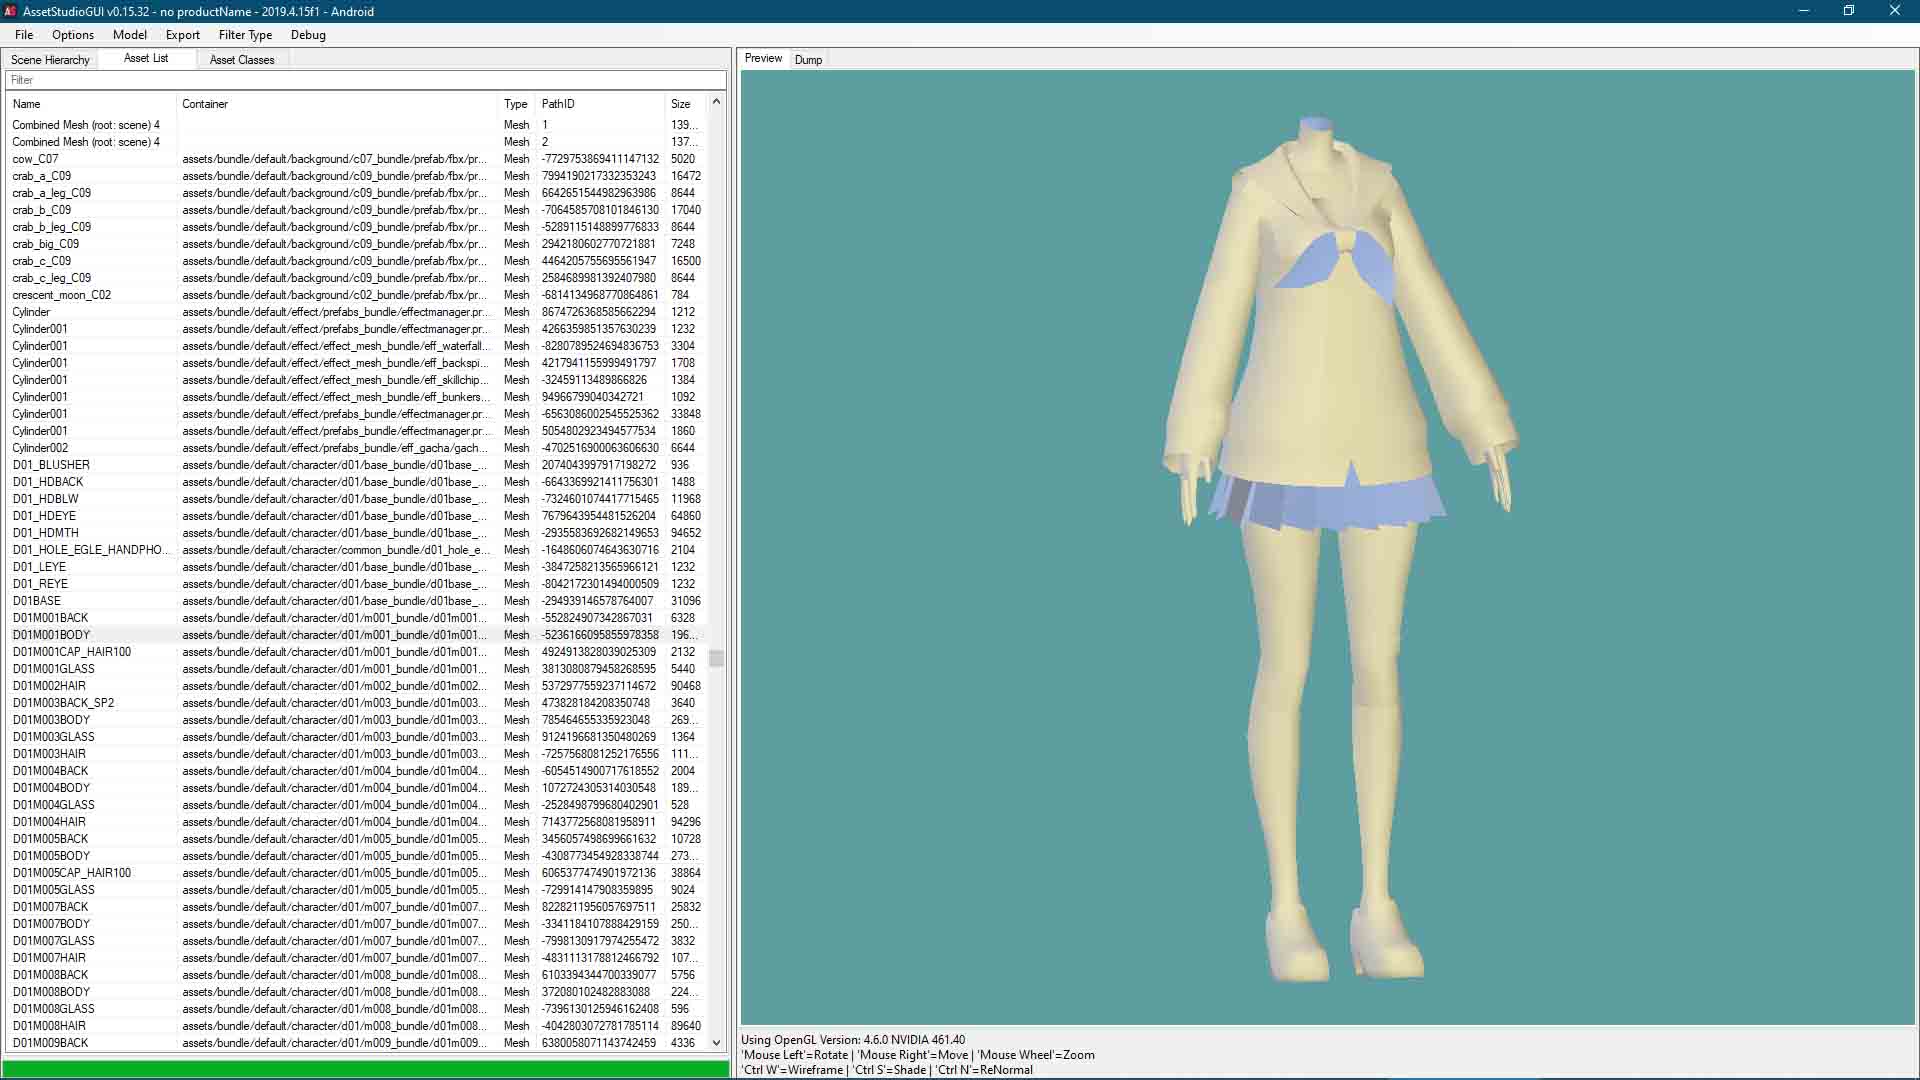 AssetStudioGUI v0.15.32 - no productName - 2019.4.15f1 - Android
File Options Model Export Filter Type Debug
Scene Hierarchy Asset List Asset Classes
Filter
Name Container Type PathID Size
Combined Mesh (root: scene) 4 Mesh 1 139...
Combined Mesh (root: scene) 4 Mesh 2 137...
cow_C07 assets/bundle/default/background/c07_bundle/prefab/fbx/pr... Mesh -7729753869411147132 5020
crab_a_C09 assets/bundle/default/background/c09_bundle/prefab/fbx/pr... Mesh 7994190217332353243 16472
crab_a_leg_C09 assets/bundle/default/background/c09_bundle/prefab/fbx/pr... Mesh 6642651544982963986 8644
crab_b_C09 assets/bundle/default/background/c09_bundle/prefab/fbx/pr... Mesh -7064585708101846130 17040
crab_b_leg_C09 assets/bundle/default/background/c09_bundle/prefab/fbx/pr... Mesh -5289115148899776833 8644
crab_big_C09 assets/bundle/default/background/c09_bundle/prefab/fbx/pr... Mesh 2942180602770721881 7248
crab_c_C09 assets/bundle/default/background/c09_bundle/prefab/fbx/pr... Mesh 4464205755695561947 16500
crab_c_leg_C09 assets/bundle/default/background/c09_bundle/prefab/fbx/pr... Mesh 2584689981392407980 8644
crescent_moon_C02 assets/bundle/default/background/c02_bundle/prefab/fbx/pr... Mesh -6814134968770864861 784
Cylinder assets/bundle/default/effect/prefabs_bundle/effectmanager.pr... Mesh 8674726368585662294 1212
Cylinder001 assets/bundle/default/effect/prefabs_bundle/effectmanager.pr... Mesh 4266359851357630239 1232
Cylinder001 assets/bundle/default/effect/effect_mesh_bundle/eff_waterfall... Mesh -8280789524694836753 3304
Cylinder001 assets/bundle/default/effect/effect_mesh_bundle/eff_backspi... Mesh 4217941155999491797 1708
Cylinder001 assets/bundle/default/effect/effect_mesh_bundle/eff_skillchip... Mesh -32459113489866826 1384
Cylinder001 assets/bundle/default/effect/effect_mesh_bundle/eff_bunkers... Mesh 94966799040342721 1092
Cylinder001 assets/bundle/default/effect/prefabs_bundle/effectmanager.pr... Mesh -6563086002545525362 33848
Cylinder001 assets/bundle/default/effect/prefabs_bundle/effectmanager.pr... Mesh 5054802923494577534 1860
Cylinder002 assets/bundle/default/effect/prefabs_bundle/eff_gacha/gach... Mesh -4702516900063606630 6644
D01_BLUSHER assets/bundle/default/character/d01/base_bundle/d01base_... Mesh 2074043997917198272 936
D01_HDBACK assets/bundle/default/character/d01/base_bundle/d01base_... Mesh -6643369921411756301 1488
D01_HDBLW assets/bundle/default/character/d01/base_bundle/d01base_... Mesh -7324601074417715465 11968
D01_HDEYE assets/bundle/default/character/d01/base_bundle/d01base_... Mesh 7679643954481526204 64860
D01_HDMTH assets/bundle/default/character/d01/base_bundle/d01base_... Mesh -2935583692682149653 94652
D01_HOLE_EGLE_HANDPHO... assets/bundle/default/character/common_bundle/d01_hole_e... Mesh -1648606074643630716 2104
D01_LEYE assets/bundle/default/character/d01/base_bundle/d01base_... Mesh -3847258213565966121 1232
D01_REYE assets/bundle/default/character/d01/base_bundle/d01base_... Mesh -8042172301494000509 1232
D01BASE assets/bundle/default/character/d01/base_bundle/d01base_... Mesh -294939146578764007 31096
D01M001BACK assets/bundle/default/character/d01/m001_bundle/d01m001... Mesh -552824907342867031 6328
D01M001BODY assets/bundle/default/character/d01/m001_bundle/d01m001... Mesh -5236166095855978358 196...
D01M001CAP_HAIR100 assets/bundle/default/character/d01/m001_bundle/d01m001... Mesh 4924913828039025309 2132
D01M001GLASS assets/bundle/default/character/d01/m001_bundle/d01m001... Mesh 3813080879458268595 5440
D01M002HAIR assets/bundle/default/character/d01/m002_bundle/d01m002... Mesh 5372977559237114672 90468
D01M003BACK_SP2 assets/bundle/default/character/d01/m003_bundle/d01m003... Mesh 473828184208350748 3640
D01M003BODY assets/bundle/default/character/d01/m003_bundle/d01m003... Mesh 785464655335923048 269...
D01M003GLASS assets/bundle/default/character/d01/m003_bundle/d01m003... Mesh 9124196681350480269 1364
D01M003HAIR assets/bundle/default/character/d01/m003_bundle/d01m003... Mesh -7257568081252176556 111...
D01M004BACK assets/bundle/default/character/d01/m004_bundle/d01m004... Mesh -6054514900717618552 2004
D01M004BODY assets/bundle/default/character/d01/m004_bundle/d01m004... Mesh 1072724305314030548 189...
D01M004GLASS assets/bundle/default/character/d01/m004_bundle/d01m004... Mesh -2528498799680402901 528
D01M004HAIR assets/bundle/default/character/d01/m004_bundle/d01m004... Mesh 7143772568081958911 94296
D01M005BACK assets/bundle/default/character/d01/m005_bundle/d01m005... Mesh 3456057498699661632 10728
D01M005BODY assets/bundle/default/character/d01/m005_bundle/d01m005... Mesh -4308773454928338744 273...
D01M005CAP_HAIR100 assets/bundle/default/character/d01/m005_bundle/d01m005... Mesh 6065377474901972136 38864
D01M005GLASS assets/bundle/default/character/d01/m005_bundle/d01m005... Mesh -729914147908359895 9024
D01M007BACK assets/bundle/default/character/d01/m007_bundle/d01m007... Mesh 8228211956057697511 25832
D01M007BODY assets/bundle/default/character/d01/m007_bundle/d01m007... Mesh -3341184107888429159 250...
D01M007GLASS assets/bundle/default/character/d01/m007_bundle/d01m007... Mesh -7998130917974255472 3832
D01M007HAIR assets/bundle/default/character/d01/m007_bundle/d01m007... Mesh -4831113178812466792 107...
D01M008BACK assets/bundle/default/character/d01/m008_bundle/d01m008... Mesh 6103394344700339077 5756
D01M008BODY assets/bundle/default/character/d01/m008_bundle/d01m008... Mesh 372080102482883088 224...
D01M008GLASS assets/bundle/default/character/d01/m008_bundle/d01m008... Mesh -7396130125946162408 596
D01M008HAIR assets/bundle/default/character/d01/m008_bundle/d01m008... Mesh -4042803072781785114 89640
D01M009BACK assets/bundle/default/character/d01/m009_bundle/d01m009... Mesh 6380058071143742459 4336
Preview Dump
Using OpenGL Version: 4.6.0 NVIDIA 461.40
'Mouse Left'=Rotate | 'Mouse Right'=Move | 'Mouse Wheel'=Zoom
'Ctrl W'=Wireframe | 'Ctrl S'=Shade | 'Ctrl N'=ReNormal